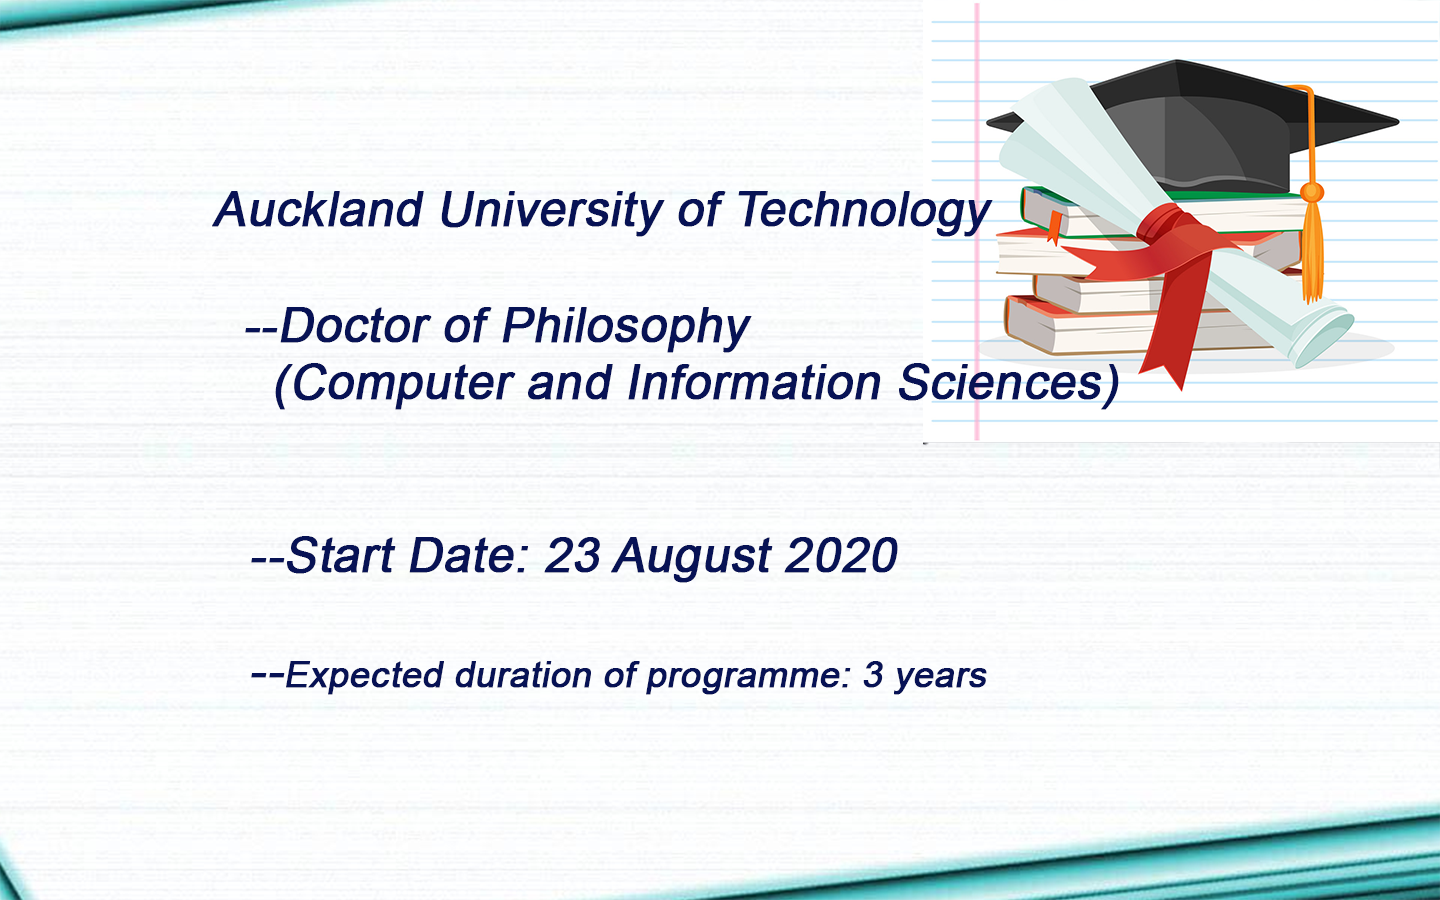 Auckland University of Technology
--Doctor of Philosophy
(Computer and Information Sciences)
--Start Date: 23 August 2020
--Expected duration of programme: 3 years